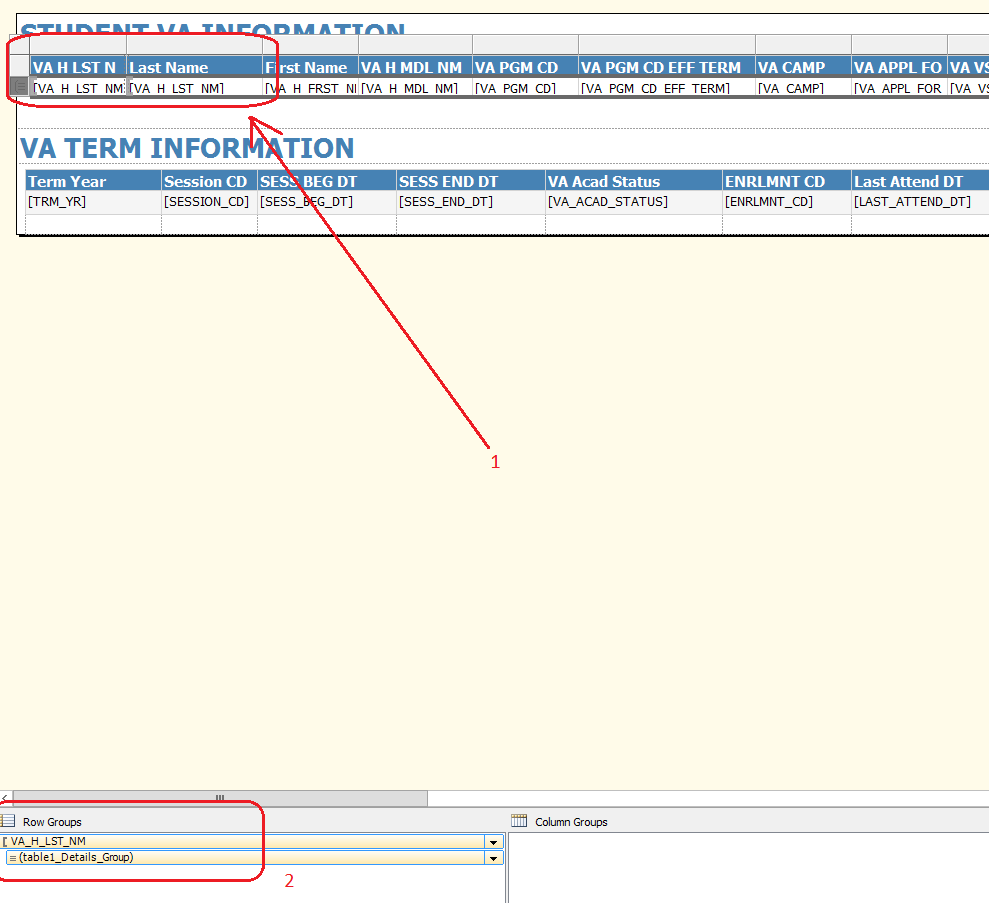 STUDENT VA INFORMATION
VA H LST N Last Name First Name VA H MDL NM VA PGM CD VA PGM CD EFF TERM VA CAMP VA APPL FO VA VS
[VA_H_LST_NM] [VA_H_LST_NM] [VA_H_FRST_N [VA_H_MDL_NM] [VA_PGM_CD] [VA_PGM_CD_EFF_TERM] [VA_CAMP] [VA_APPL_FOR [VA_VS
VA TERM INFORMATION
Term Year Session CD SESS BEG DT SESS END DT VA Acad Status ENRLMNT CD Last Attend DT
[TRM_YR] [SESSION_CD] [SESS_BEG_DT] [SESS_END_DT] [VA_ACAD_STATUS] [ENRLMNT_CD] [LAST_ATTEND_DT]
1
Row Groups Column Groups
VA_H_LST_NM
(table1_Details_Group)
2